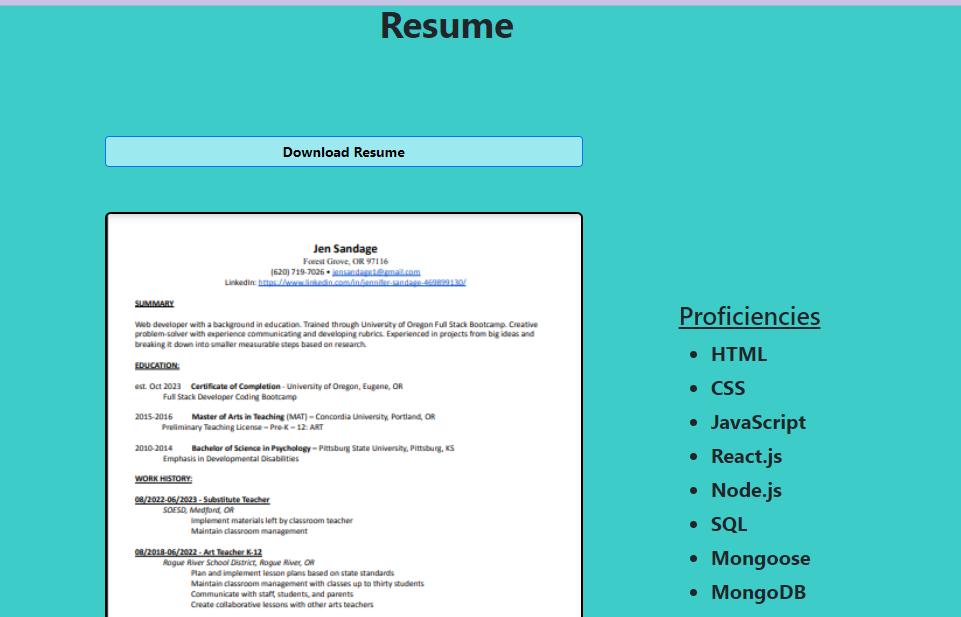 Resume
Download Resume
Jen Sandage
Forest Grove, OR 97116
(620) 719-7026 • jensandage1@gmail.com
LinkedIn: https://www.linkedin.com/in/jennifer-sandage-469899130/
SUMMARY
Web developer with a background in education. Trained through University of Oregon Full Stack Bootcamp. Creative
problem-solver with experience communicating and developing rubrics. Experienced in projects from big ideas and
breaking it down into smaller measurable steps based on research.
EDUCATION:
est. Oct 2023 Certificate of Completion - University of Oregon, Eugene, OR
Full Stack Developer Coding Bootcamp
2015-2016 Master of Arts in Teaching (MAT) – Concordia University, Portland, OR
Preliminary Teaching License – Pre-K – 12: ART
2010-2014 Bachelor of Science in Psychology – Pittsburg State University, Pittsburg, KS
Emphasis in Developmental Disabilities
WORK HISTORY:
08/2022-06/2023 - Substitute Teacher
SOESD, Medford, OR
Implement materials left by classroom teacher
Maintain classroom management
08/2018-06/2022 - Art Teacher K-12
Rogue River School District, Rogue River, OR
Plan and implement lesson plans based on state standards
Maintain classroom management with classes up to thirty students
Communicate with staff, students, and parents
Create collaborative lessons with other arts teachers
Proficiencies
• HTML
• CSS
• JavaScript
• React.js
• Node.js
• SQL
• Mongoose
• MongoDB